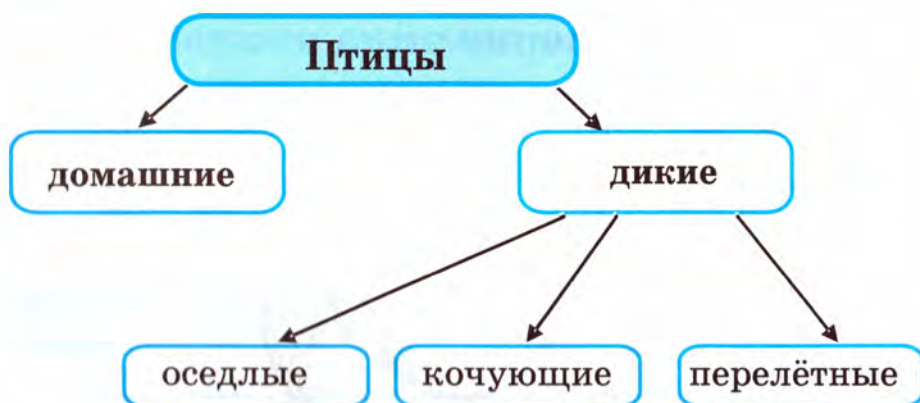 Птицы
домашние
дикие
оседлые
кочующие
перелётные